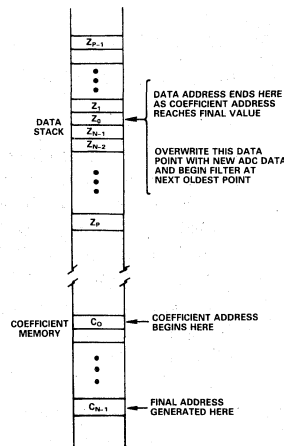 Z_{P-1}
DATA STACK
Z_1
Z_0
Z_{N-1}
Z_{N-2}
Z_P
DATA ADDRESS ENDS HERE
AS COEFFICIENT ADDRESS
REACHES FINAL VALUE
OVERWRITE THIS DATA
POINT WITH NEW ADC DATA
AND BEGIN FILTER AT
NEXT OLDEST POINT
COEFFICIENT
MEMORY
C_0
COEFFICIENT ADDRESS
BEGINS HERE
C_{N-1}
FINAL ADDRESS
GENERATED HERE